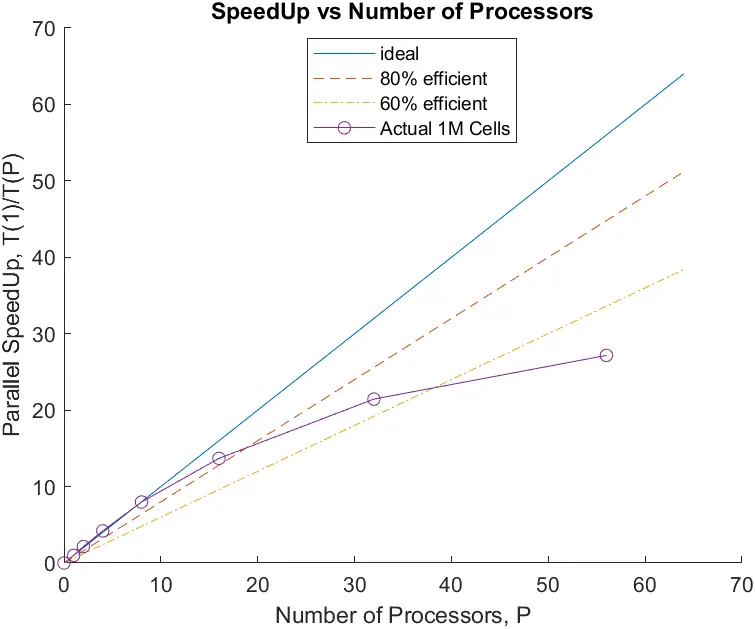 SpeedUp vs Number of Processors
70
60
50
40
30
20
10
0
Parallel SpeedUp, T(1)/T(P)
ideal
80% efficient
60% efficient
Actual 1M Cells
0 10 20 30 40 50 60 70
Number of Processors, P